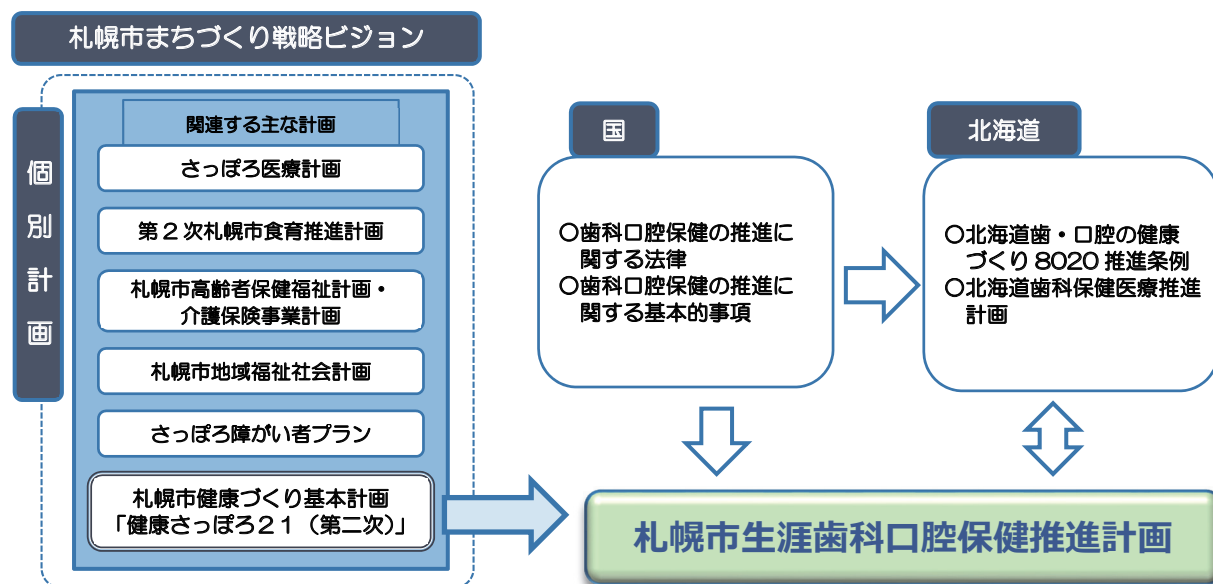 札幌市まちづくり戦略ビジョン
個別計画
関連する主な計画
さっぽろ医療計画
第2次札幌市食育推進計画
札幌市高齢者保健福祉計画・
介護保険事業計画
札幌市地域福祉社会計画
さっぽろ障がい者プラン
札幌市健康づくり基本計画
「健康さっぽろ21（第二次）」
国
○歯科口腔保健の推進に
関する法律
○歯科口腔保健の推進に
関する基本的事項
北海道
○北海道歯・口腔の健康
づくり8020推進条例
○北海道歯科保健医療推進
計画
札幌市生涯歯科口腔保健推進計画